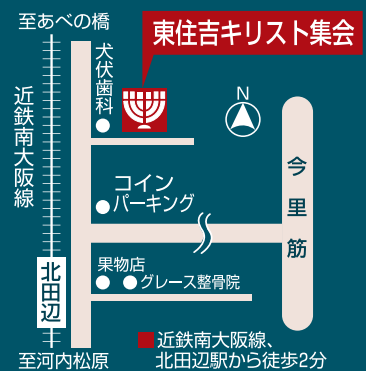 至あべの橋
東住吉キリスト集会
犬伏歯科
N
近鉄南大阪線
今里筋
コイン
パーキング
北田辺
果物店
グレース整骨院
近鉄南大阪線、
北田辺駅から徒歩2分
至河内松原